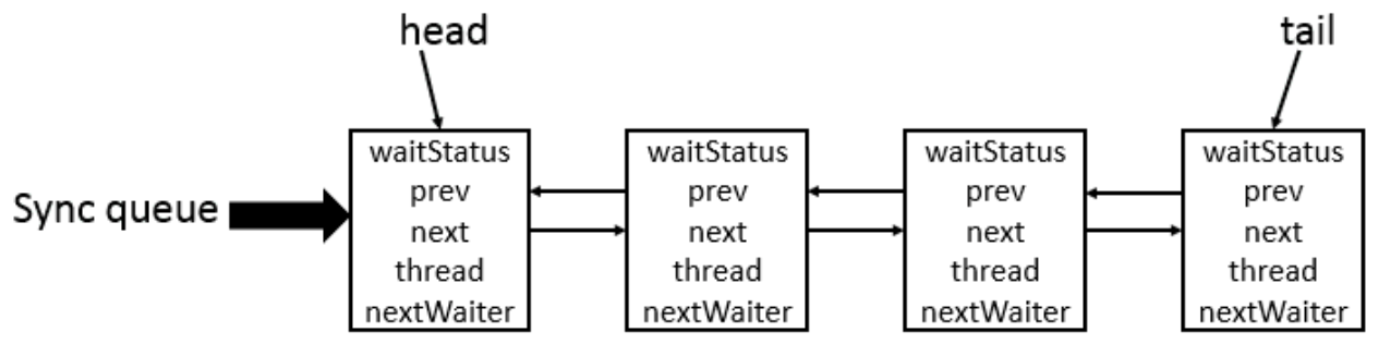 head
tail
Sync queue
waitStatus
prev
next
thread
nextWaiter
waitStatus
prev
next
thread
nextWaiter
waitStatus
prev
next
thread
nextWaiter
waitStatus
prev
next
thread
nextWaiter